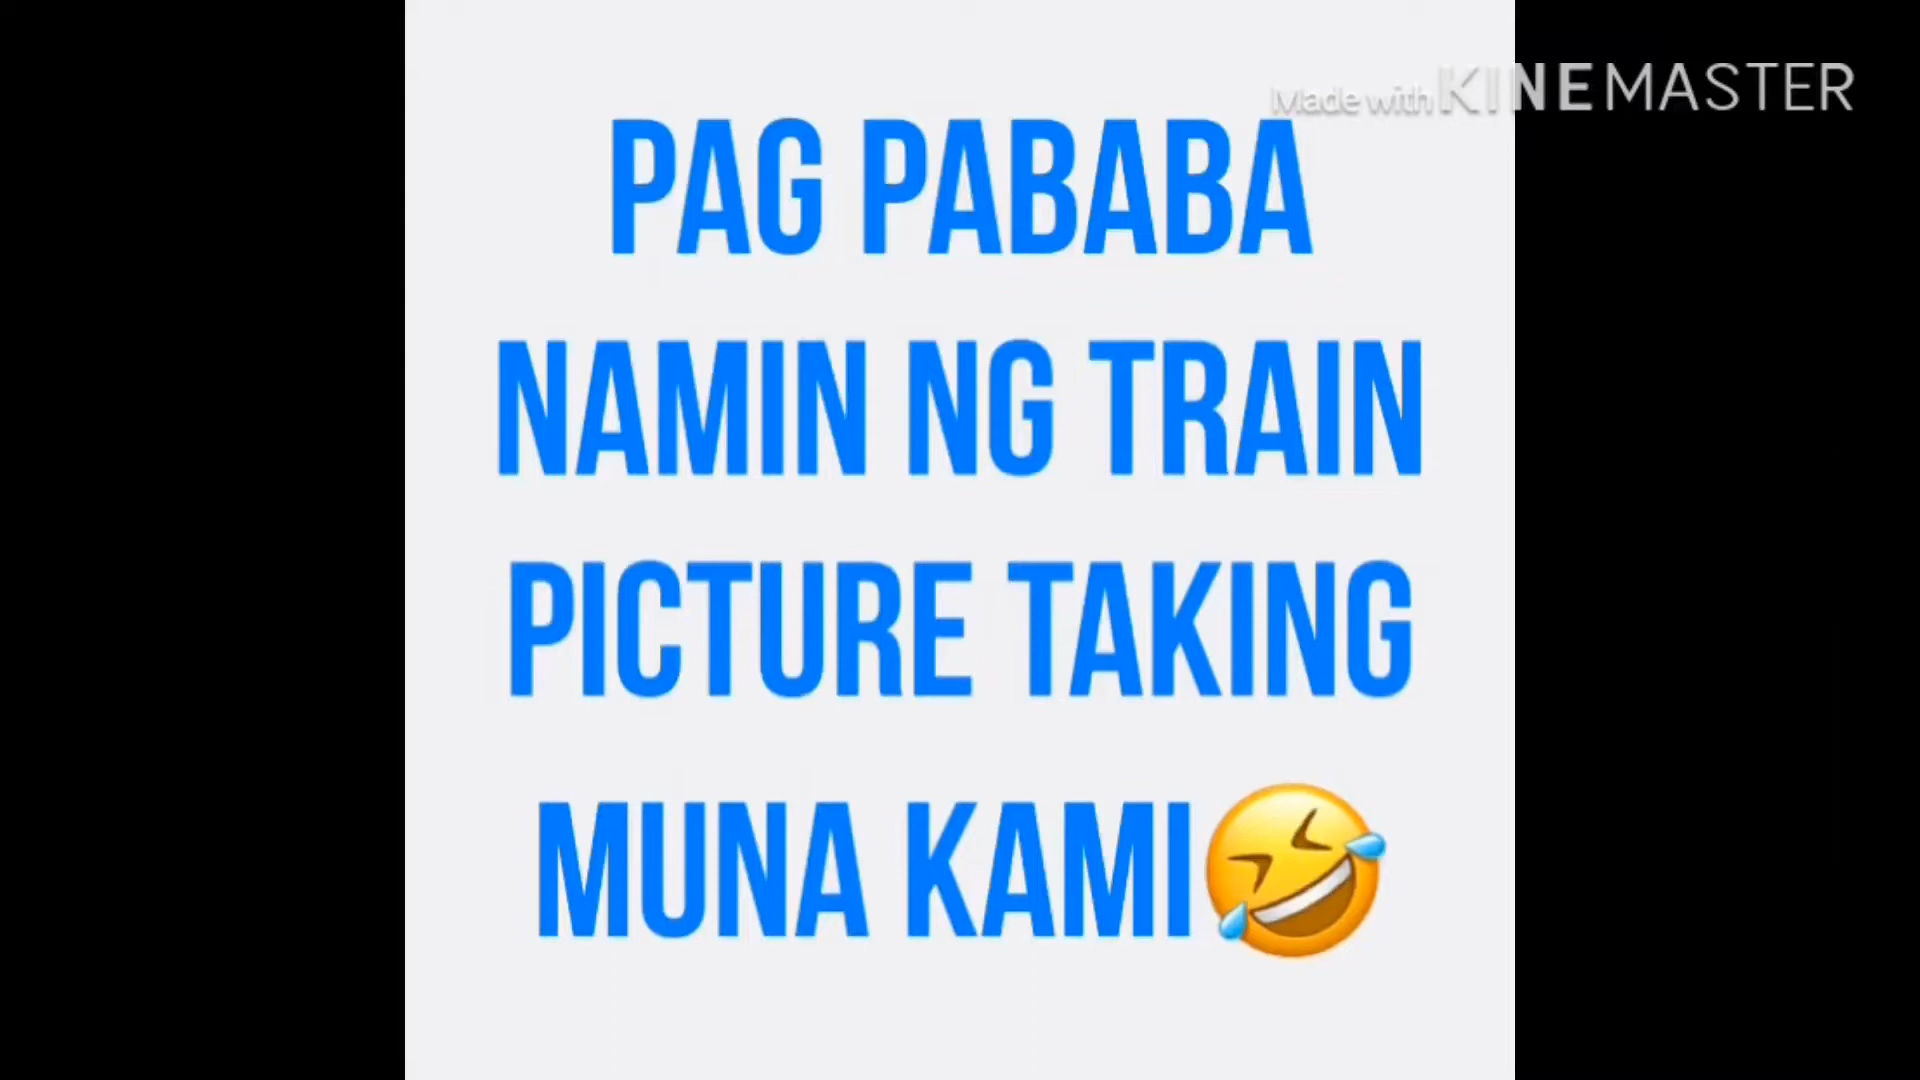 Made with KINEMASTER
PAG PABABA
NAMIN NG TRAIN
PICTURE TAKING
MUNA KAMI🤣